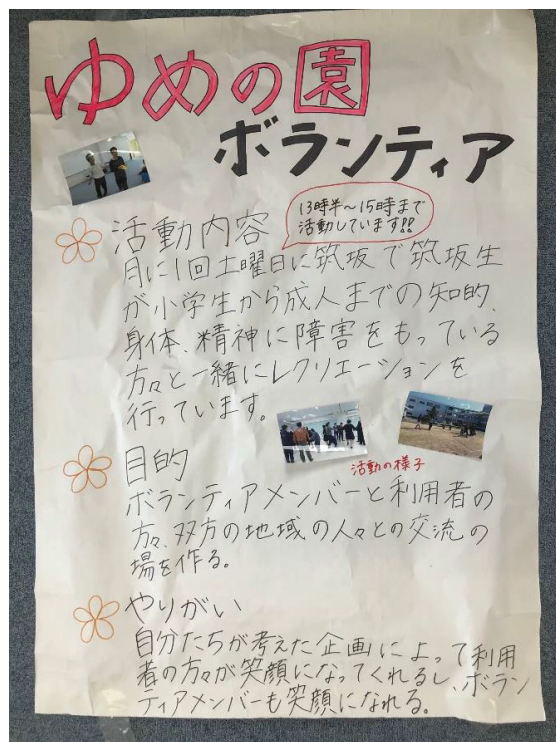 ゆめの園
ボランティア
13時半〜15時まで
活動しています!!
活動内容
月に1回土曜日に筑坂で筑坂生
が小学生から成人までの知的、
身体、精神に障害をもっている
方々と一緒にレクリエーションを
行っています。
活動の様子
目的
ボランティアメンバーと利用者の
方々、双方の地域の人々との交流の
場を作る。
やりがい
自分たちが考えた企画によって利用
者の方々が笑顔になってくれるし、ボラン
ティアメンバーも笑顔になれる。